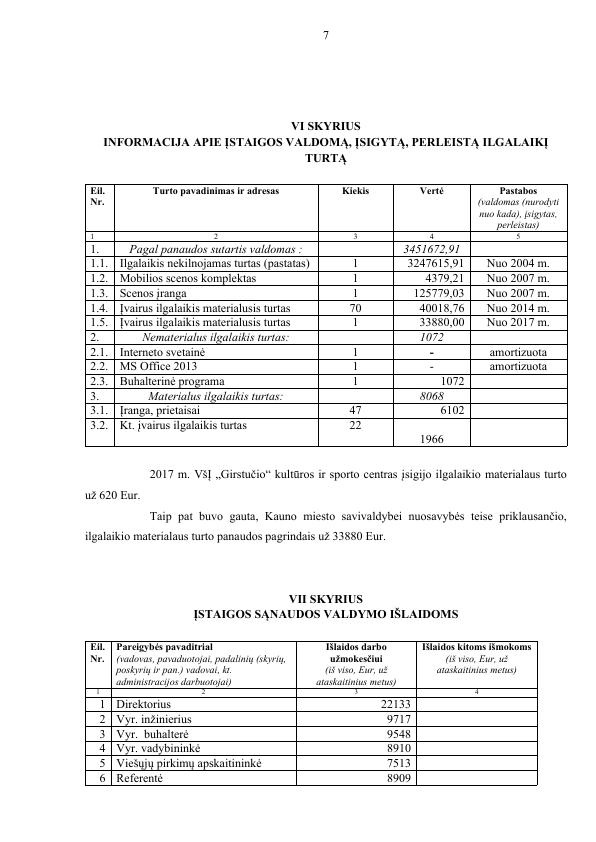 7
VI SKYRIUS
INFORMACIJA APIE ĮSTAIGOS VALDOMĄ, ĮSIGYTĄ, PERLEISTĄ ILGALAIKĮ
TURTĄ
Eil. Nr. Turto pavadinimas ir adresas Kiekis Vertė Pastabos (valdomas (nurodyti nuo kada), įsigytas, perleistas)
1 2 3 4 5
1. Pagal panaudos sutartis valdomas : 3451672,91
1.1. Ilgalaikis nekilnojamas turtas (pastatas) 1 3247615,91 Nuo 2004 m.
1.2. Mobilios scenos komplektas 1 4379,21 Nuo 2007 m.
1.3. Scenos įranga 1 125779,03 Nuo 2007 m.
1.4. Įvairus ilgalaikis materialusis turtas 70 40018,76 Nuo 2014 m.
1.5. Įvairus ilgalaikis materialusis turtas 1 33880,00 Nuo 2017 m.
2. Nematerialus ilgalaikis turtas: 1072
2.1. Interneto svetainė 1 - amortizuota
2.2. MS Office 2013 1 - amortizuota
2.3. Buhalterinė programa 1 1072
3. Materialus ilgalaikis turtas: 8068
3.1. Įranga, prietaisai 47 6102
3.2. Kt. įvairus ilgalaikis turtas 22 1966
2017 m. VšĮ „Girstučio“ kultūros ir sporto centras įsigijo ilgalaikio materialaus turto
už 620 Eur.
Taip pat buvo gauta, Kauno miesto savivaldybei nuosavybės teise priklausančio,
ilgalaikio materialaus turto panaudos pagrindais už 33880 Eur.
VII SKYRIUS
ĮSTAIGOS SĄNAUDOS VALDYMO IŠLAIDOMS
Eil. Nr. Pareigybės pavaditrial (vadovas, pavaduotojai, padalinių (skyrių, poskyrių ir pan.) vadovai, kt. administracijos darbuotojai) Išlaidos darbo užmokesčiui (iš viso, Eur, už ataskaitinius metus) Išlaidos kitoms išmokoms (iš viso, Eur, už ataskaitinius metus)
1 2 3 4
1 Direktorius 22133
2 Vyr. inžinierius 9717
3 Vyr. buhalterė 9548
4 Vyr. vadybininkė 8910
5 Viešųjų pirkimų apskaitininkė 7513
6 Referentė 8909